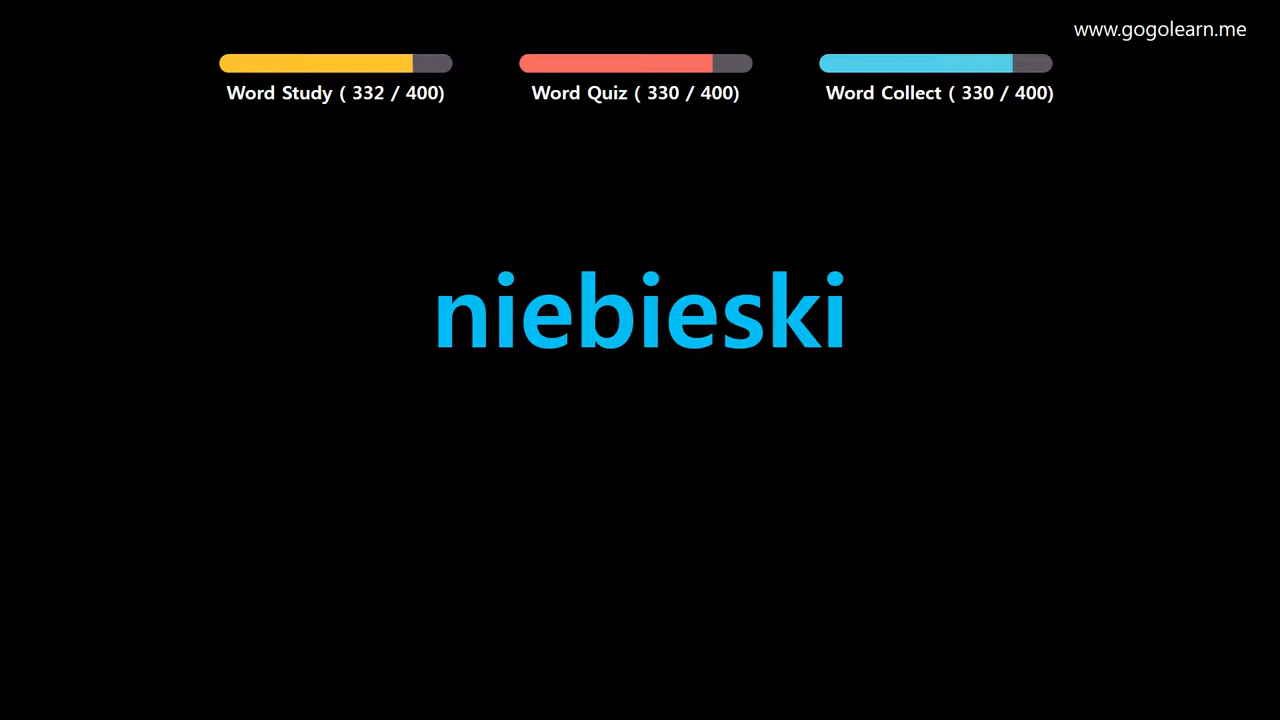 www.gogolearn.me
Word Study ( 332 / 400)
Word Quiz ( 330 / 400)
Word Collect ( 330 / 400)
niebieski